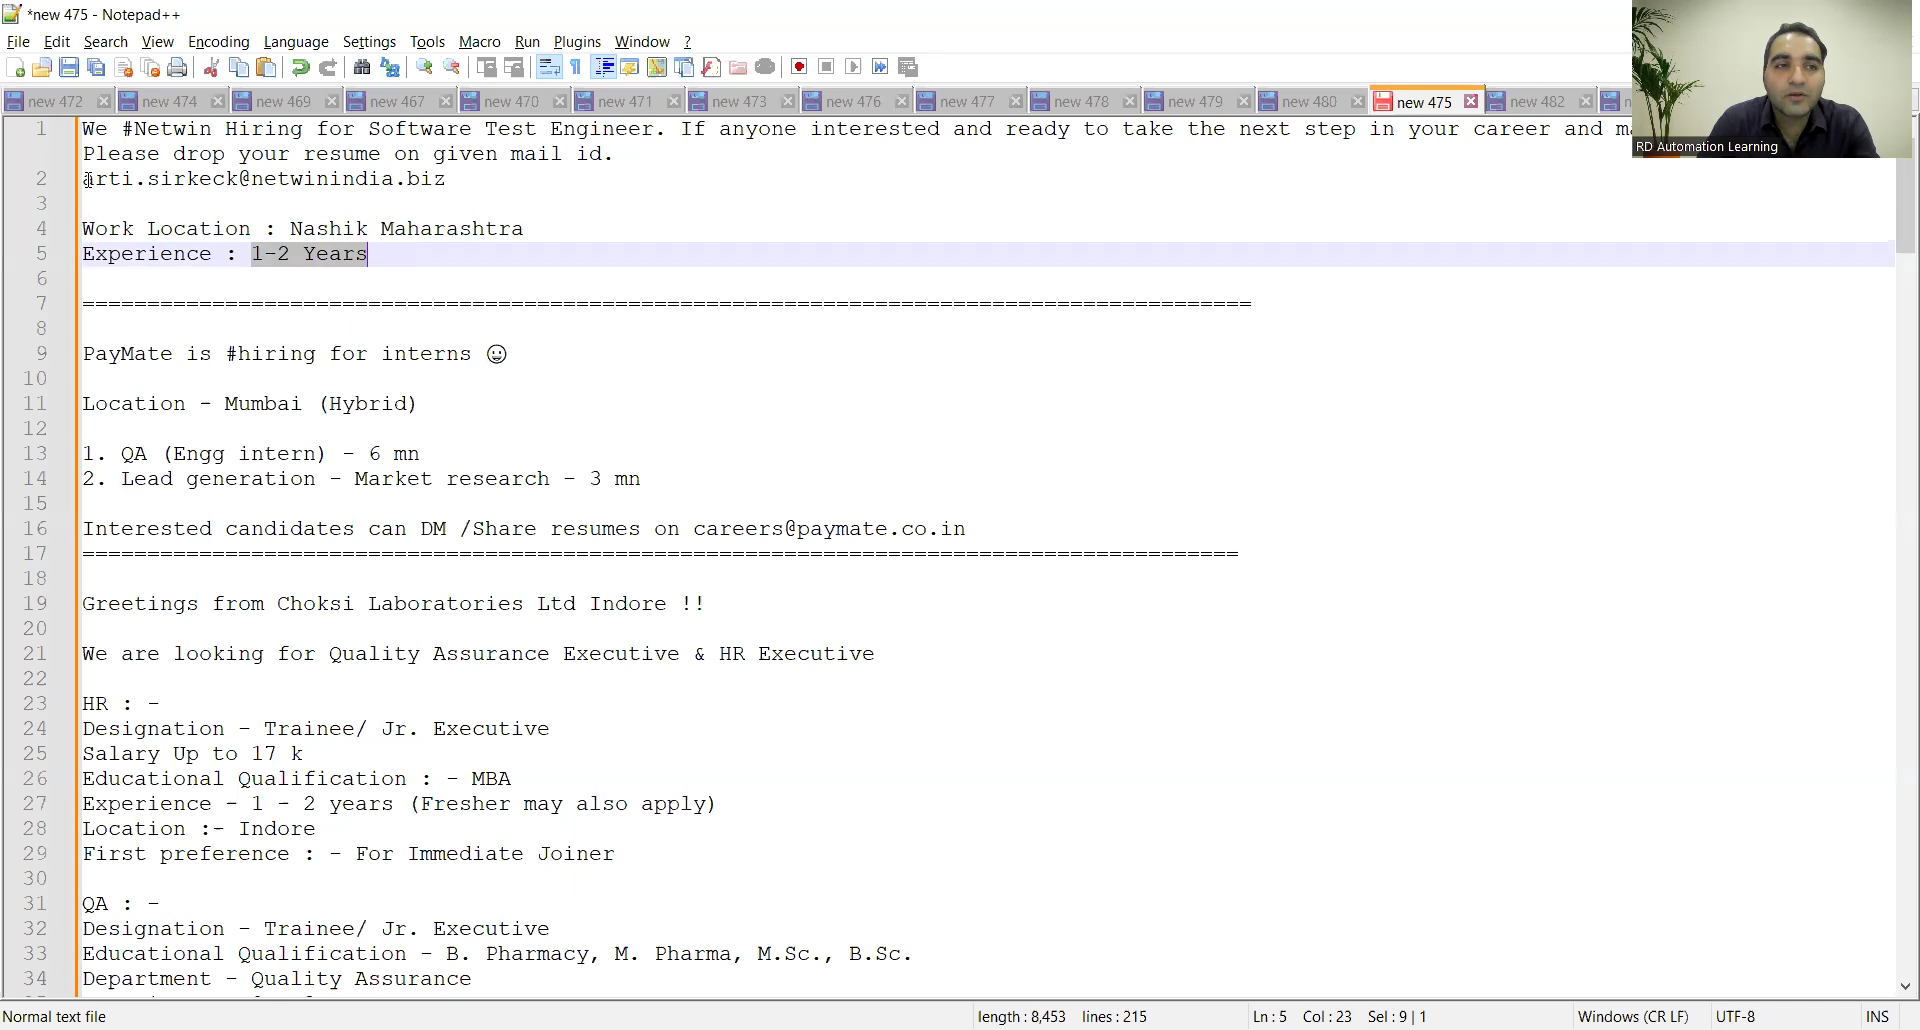 *new 475 - Notepad++
File Edit Search View Encoding Language Settings Tools Macro Run Plugins Window ?
new 472 new 474 new 469 new 467 new 470 new 471 new 473 new 476 new 477 new 478 new 479 new 480 new 475 new 482
RD Automation Learning
1 We #Netwin Hiring for Software Test Engineer. If anyone interested and ready to take the next step in your career and
Please drop your resume on given mail id.
2 arti.sirkeck@netwinindia.biz
3
4 Work Location : Nashik Maharashtra
5 Experience : 1-2 Years
6
7 ==========================================================================================
8
9 PayMate is #hiring for interns 😀
10
11 Location - Mumbai (Hybrid)
12
13 1. QA (Engg intern) - 6 mn
14 2. Lead generation - Market research - 3 mn
15
16 Interested candidates can DM /Share resumes on careers@paymate.co.in
17 =========================================================================================
18
19 Greetings from Choksi Laboratories Ltd Indore !!
20
21 We are looking for Quality Assurance Executive & HR Executive
22
23 HR : -
24 Designation - Trainee/ Jr. Executive
25 Salary Up to 17 k
26 Educational Qualification : - MBA
27 Experience - 1 - 2 years (Fresher may also apply)
28 Location :- Indore
29 First preference : - For Immediate Joiner
30
31 QA : -
32 Designation - Trainee/ Jr. Executive
33 Educational Qualification - B. Pharmacy, M. Pharma, M.Sc., B.Sc.
34 Department - Quality Assurance
Normal text file length : 8,453 lines : 215 Ln : 5 Col : 23 Sel : 9 | 1 Windows (CR LF) UTF-8 INS